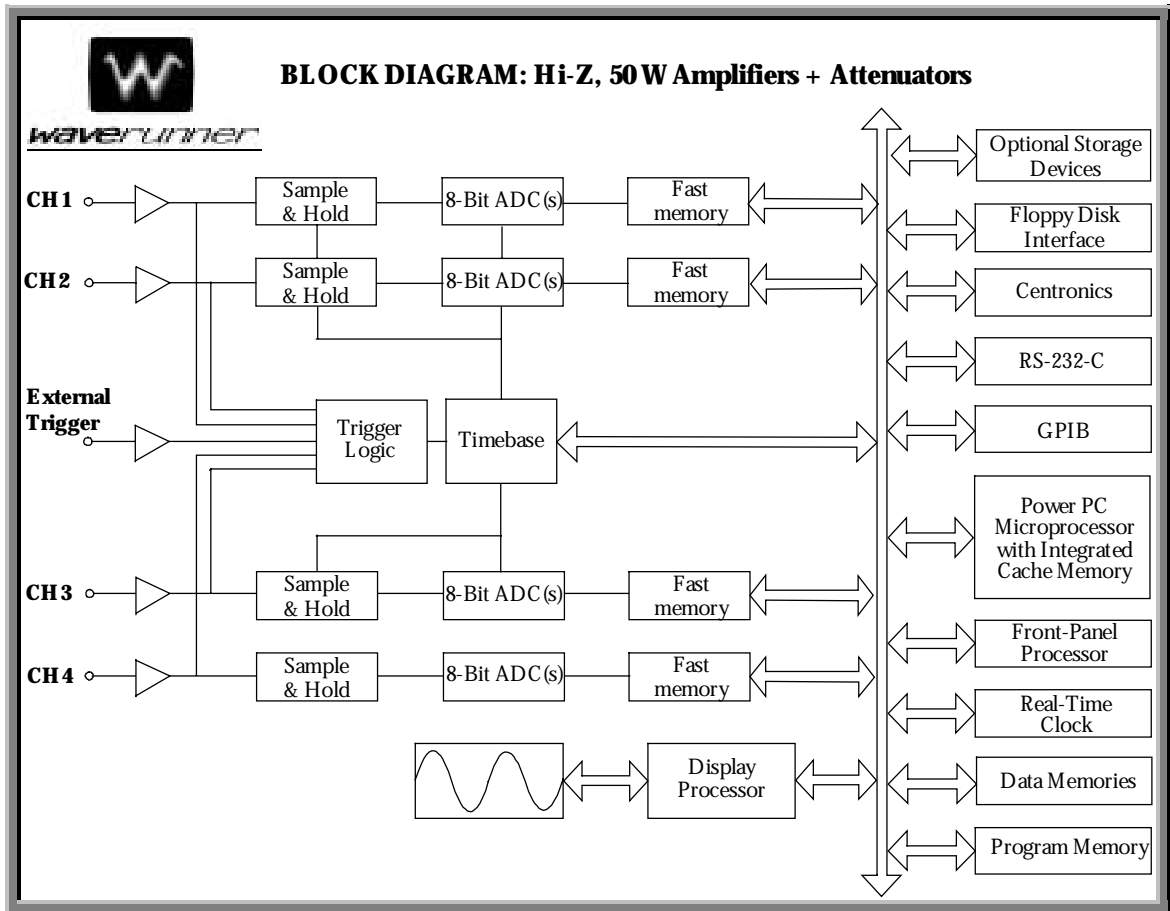 W
waverunner
BLOCK DIAGRAM: Hi-Z, 50 W Amplifiers + Attenuators
CH1
Sample
& Hold
8-Bit ADC(s)
Fast
memory
CH2
Sample
& Hold
8-Bit ADC(s)
Fast
memory
External
Trigger
Trigger
Logic
Timebase
CH3
Sample
& Hold
8-Bit ADC(s)
Fast
memory
CH4
Sample
& Hold
8-Bit ADC(s)
Fast
memory
Display
Processor
Optional Storage
Devices
Floppy Disk
Interface
Centronics
RS-232-C
GPIB
Power PC
Microprocessor
with Integrated
Cache Memory
Front-Panel
Processor
Real-Time
Clock
Data Memories
Program Memory